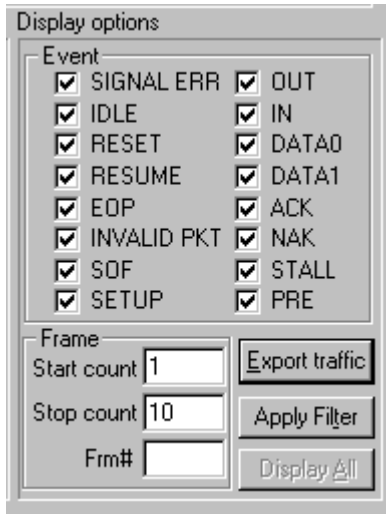 Display options
Event
SIGNAL ERR OUT
IDLE IN
RESET DATA0
RESUME DATA1
EOP ACK
INVALID PKT NAK
SOF STALL
SETUP PRE
Frame
Start count 1 Export traffic
Stop count 10 Apply Filter
Frm# Display All